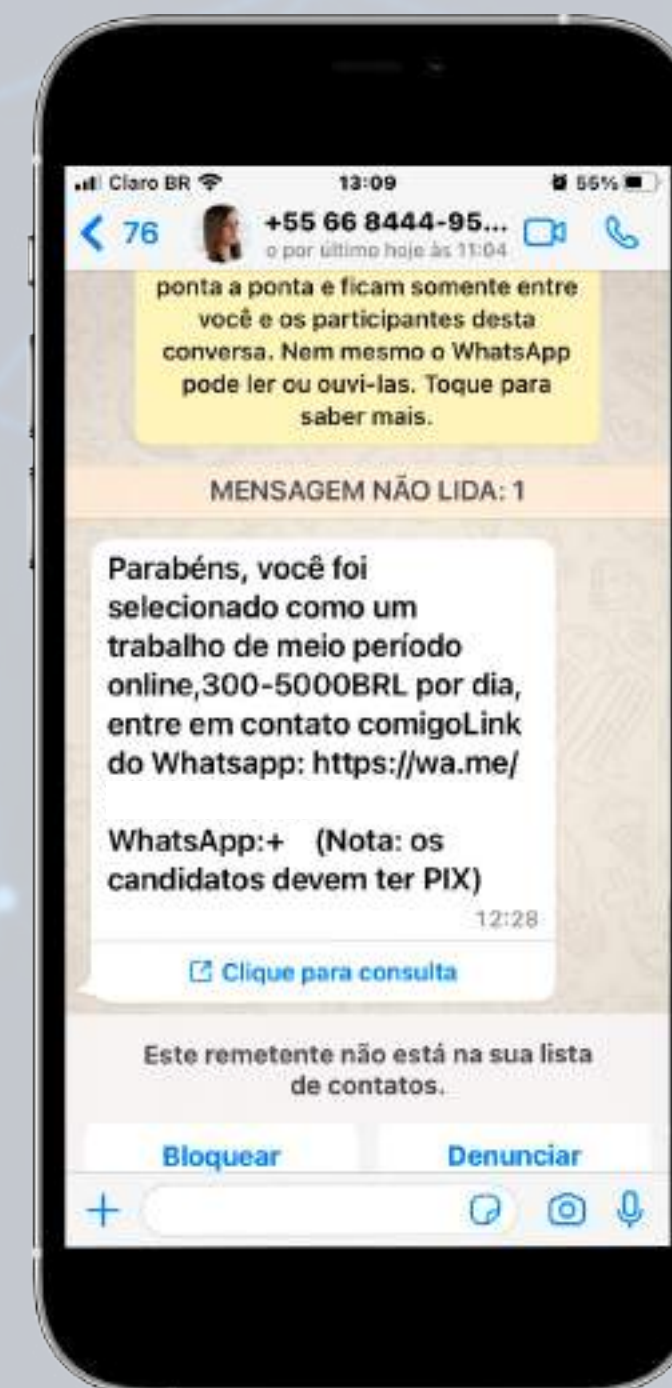 Claro BR
13:09
55%
76
+55 66 8444-95...
o por último hoje às 11:04
ponta a ponta e ficam somente entre
você e os participantes desta
conversa. Nem mesmo o WhatsApp
pode ler ou ouvi-las. Toque para
saber mais.
MENSAGEM NÃO LIDA: 1
Parabéns, você foi
selecionado como um
trabalho de meio período
online,300-5000BRL por dia,
entre em contato comigoLink
do Whatsapp: https://wa.me/
WhatsApp:+ (Nota: os
candidatos devem ter PIX)
12:28
Clique para consulta
Este remetente não está na sua lista
de contatos.
Bloquear
Denunciar